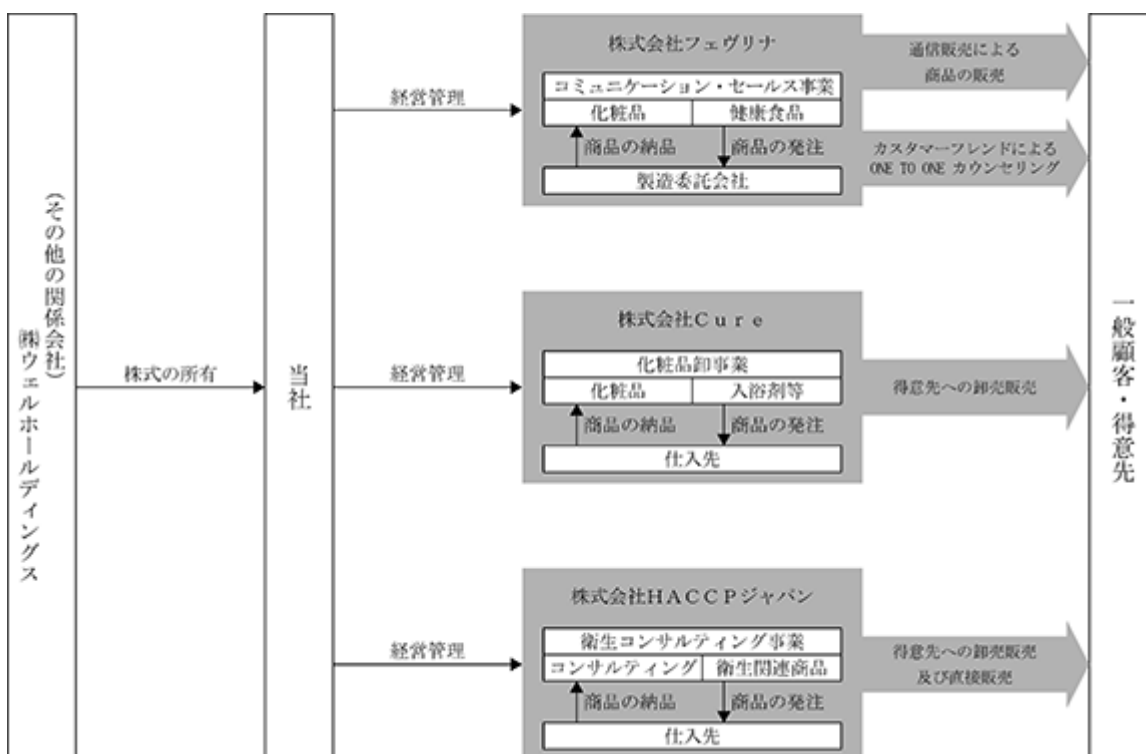 (その他の関係会社)
㈱ウェルホールディングス
株式の所有
当社
経営管理
株式会社フェヴリナ
コミュニケーション・セールス事業
化粧品
健康食品
商品の納品
商品の発注
製造委託会社
通信販売による
商品の販売
カスタマーフレンドによる
ONE TO ONE カウンセリング
経営管理
株式会社Cure
化粧品卸事業
化粧品
入浴剤等
商品の納品
商品の発注
仕入先
得意先への卸売販売
経営管理
株式会社HACCPジャパン
衛生コンサルティング事業
コンサルティング
衛生関連商品
商品の納品
商品の発注
仕入先
得意先への卸売販売
及び直接販売
一般顧客・得意先